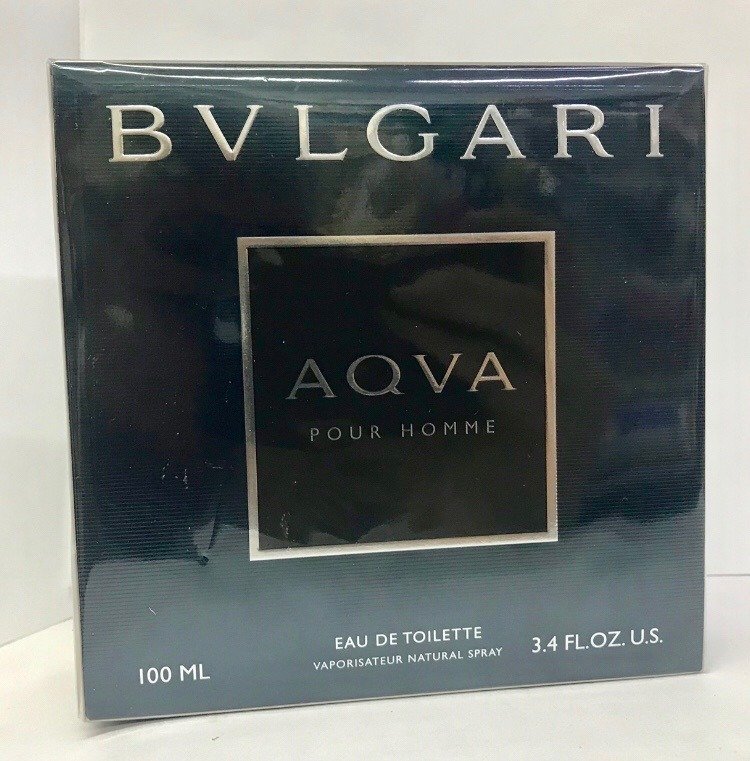 BVLGARI
AQVA
POUR HOMME
EAU DE TOILETTE
VAPORISATEUR NATURAL SPRAY
100 ML
3.4 FL.OZ. U.S.